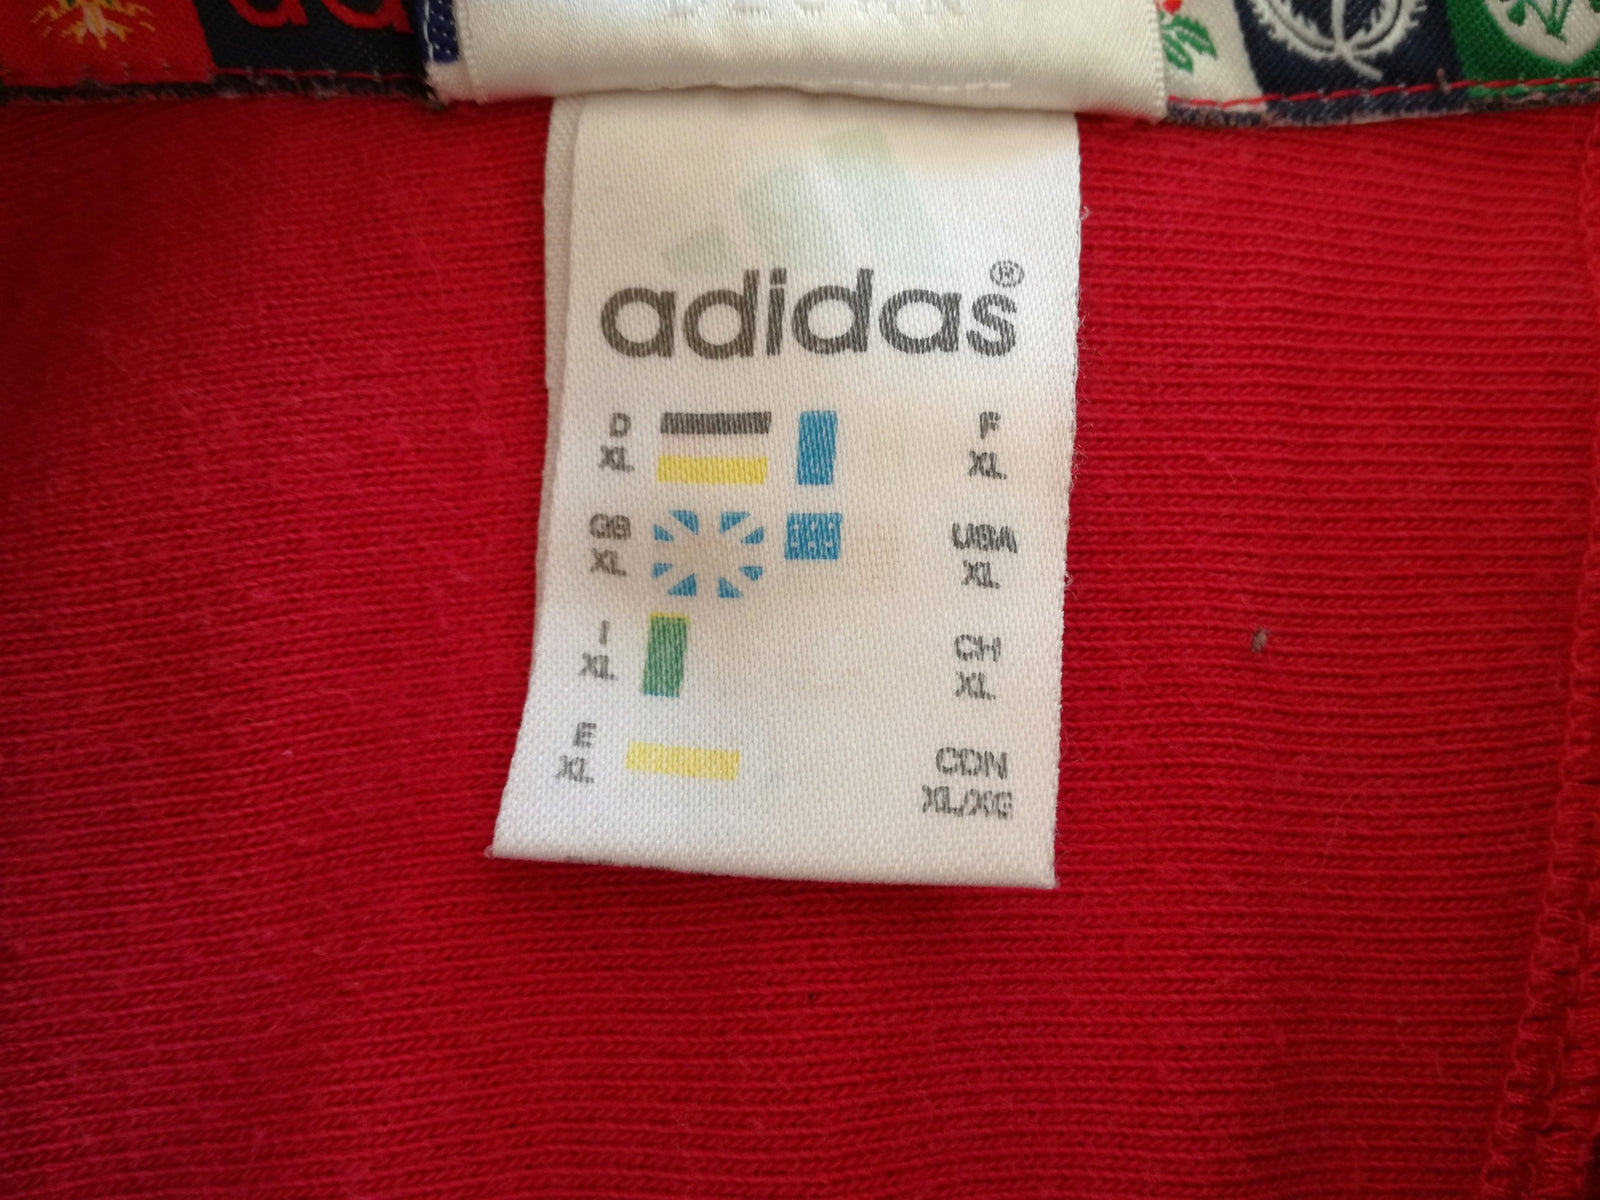 adidas®
D XL F XL
GB XL USA XL
I XL CH XL
E XL CDN XL/XG